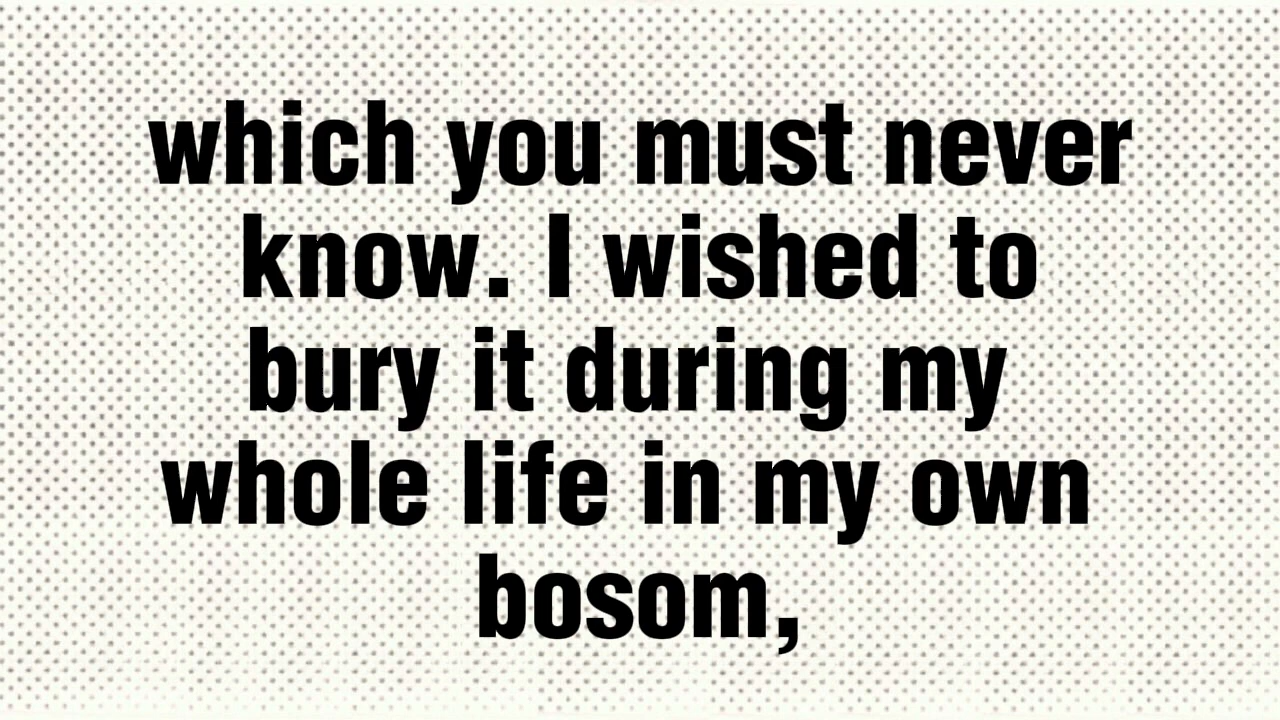 which you must never
know. I wished to
bury it during my
whole life in my own
bosom,